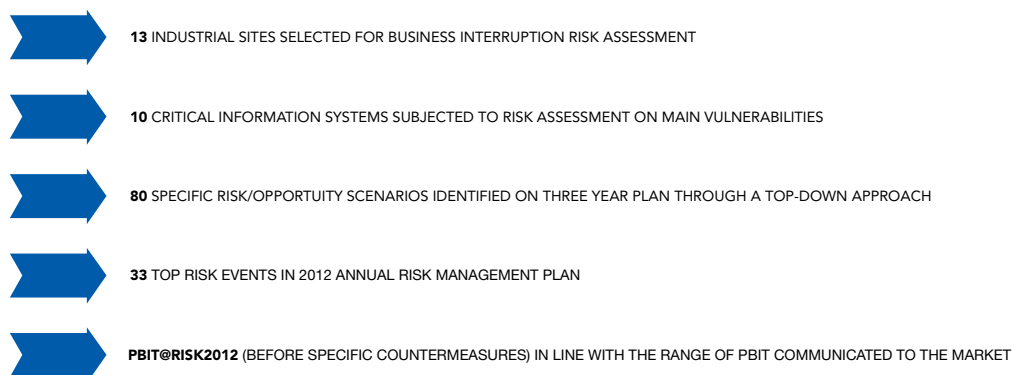 13 INDUSTRIAL SITES SELECTED FOR BUSINESS INTERRUPTION RISK ASSESSMENT
10 CRITICAL INFORMATION SYSTEMS SUBJECTED TO RISK ASSESSMENT ON MAIN VULNERABILITIES
80 SPECIFIC RISK/OPPORTUITY SCENARIOS IDENTIFIED ON THREE YEAR PLAN THROUGH A TOP-DOWN APPROACH
33 TOP RISK EVENTS IN 2012 ANNUAL RISK MANAGEMENT PLAN
PBIT@RISK2012 (BEFORE SPECIFIC COUNTERMEASURES) IN LINE WITH THE RANGE OF PBIT COMMUNICATED TO THE MARKET